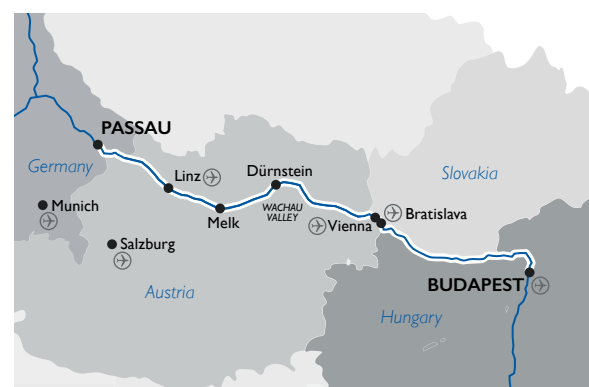 PASSAU
Germany
Linz
Dürnstein
Slovakia
Munich
Melk
WACHAU
VALLEY
Vienna
Bratislava
Salzburg
Austria
BUDAPEST
Hungary